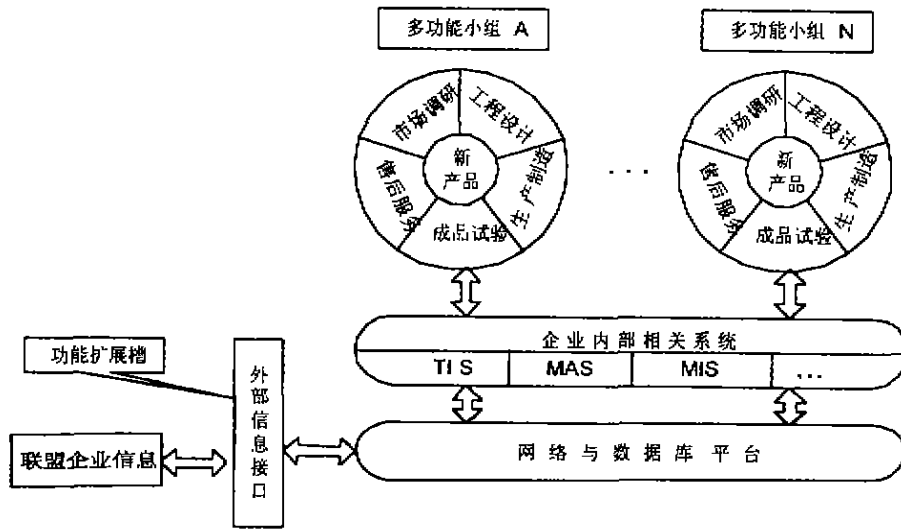 多功能小组 A
多功能小组 N
市场调研
工程设计
生产制造
成品试验
售后服务
新
产品
...
市场调研
工程设计
生产制造
成品试验
售后服务
新
产品
企业内部相关系统
TIS
MAS
MIS
...
功能扩展槽
外部信息接口
联盟企业信息
网络与数据库平台